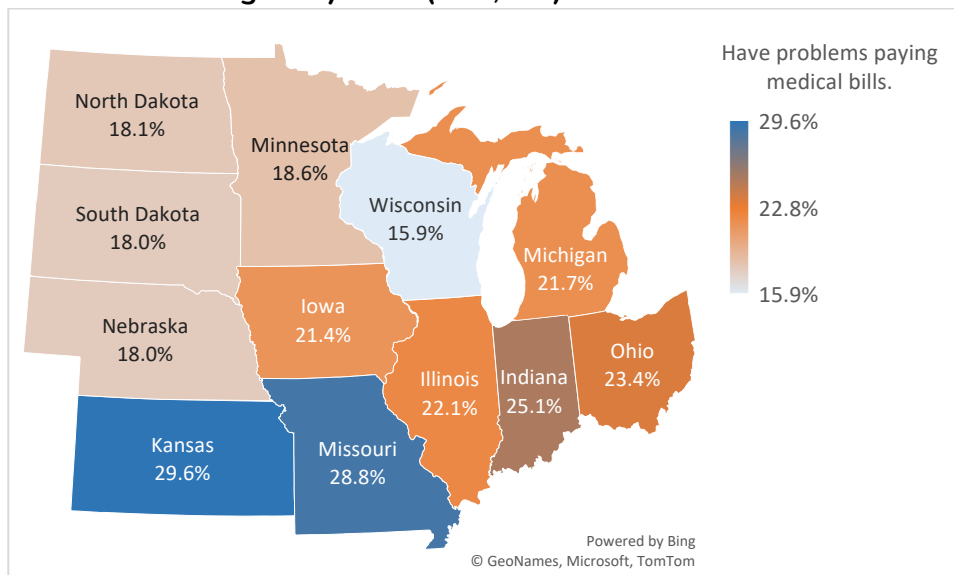 Have problems paying
medical bills.
29.6%
22.8%
15.9%
North Dakota
18.1%
Minnesota
18.6%
South Dakota
18.0%
Wisconsin
15.9%
Michigan
21.7%
Nebraska
18.0%
Iowa
21.4%
Illinois
22.1%
Indiana
25.1%
Ohio
23.4%
Kansas
29.6%
Missouri
28.8%
Powered by Bing
© GeoNames, Microsoft, TomTom